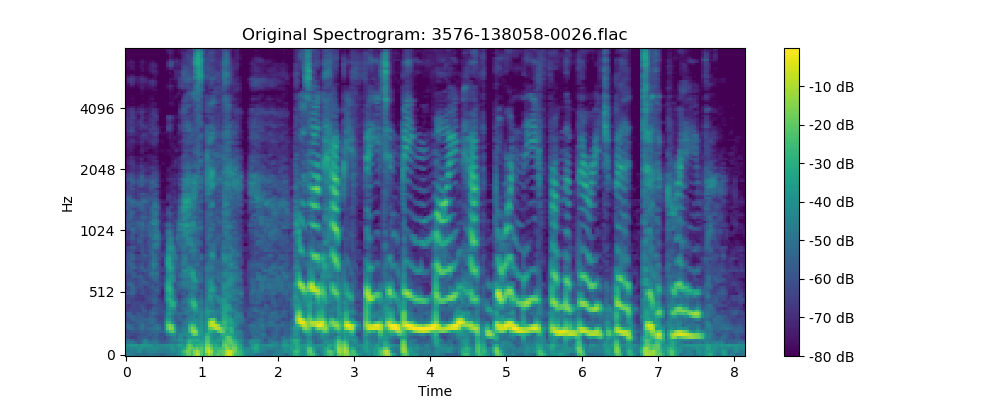 Original Spectrogram: 3576-138058-0026.flac
Hz
4096
2048
1024
512
0
0 1 2 3 4 5 6 7 8
Time
-10 dB
-20 dB
-30 dB
-40 dB
-50 dB
-60 dB
-70 dB
-80 dB